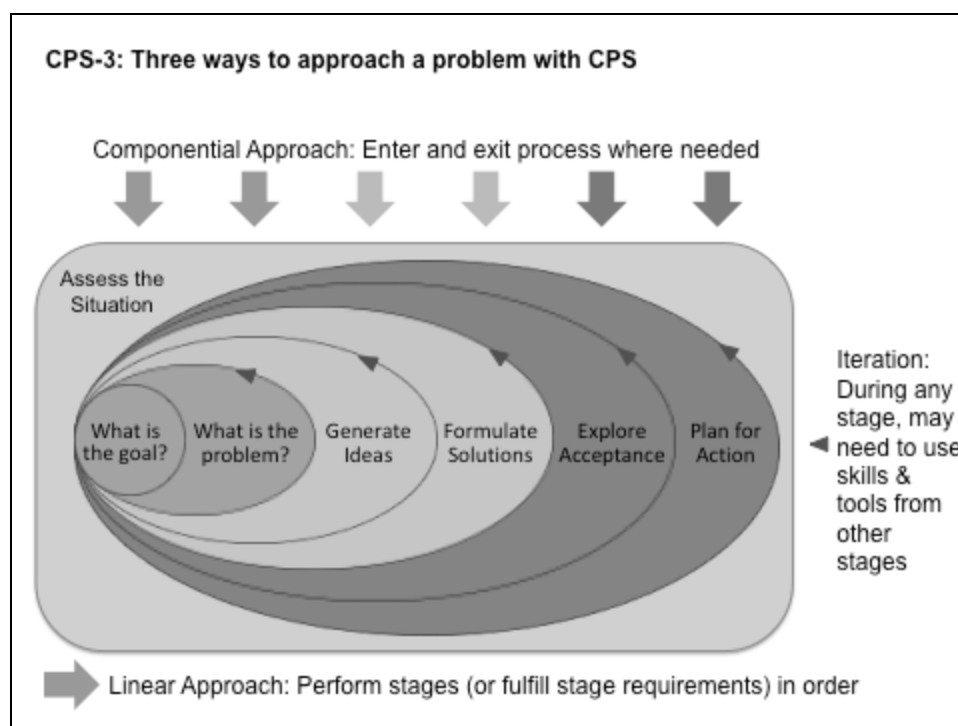 CPS-3: Three ways to approach a problem with CPS
Componential Approach: Enter and exit process where needed
Assess the
Situation
What is
the goal?
What is the
problem?
Generate
Ideas
Formulate
Solutions
Explore
Acceptance
Plan for
Action
Iteration:
During any
stage, may
need to use
skills &
tools from
other
stages
Linear Approach: Perform stages (or fulfill stage requirements) in order